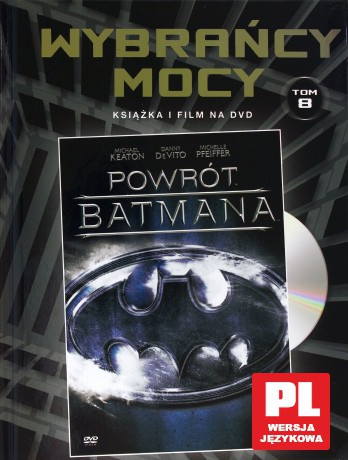 WYBRAŃCY
MOCY
TOM
8
KSIĄŻKA I FILM NA DVD
MICHAEL KEATON DANNY DEVITO MICHELLE PFEIFFER
POWRÓT
BATMANA
DVD
PL
WERSJA
JĘZYKOWA